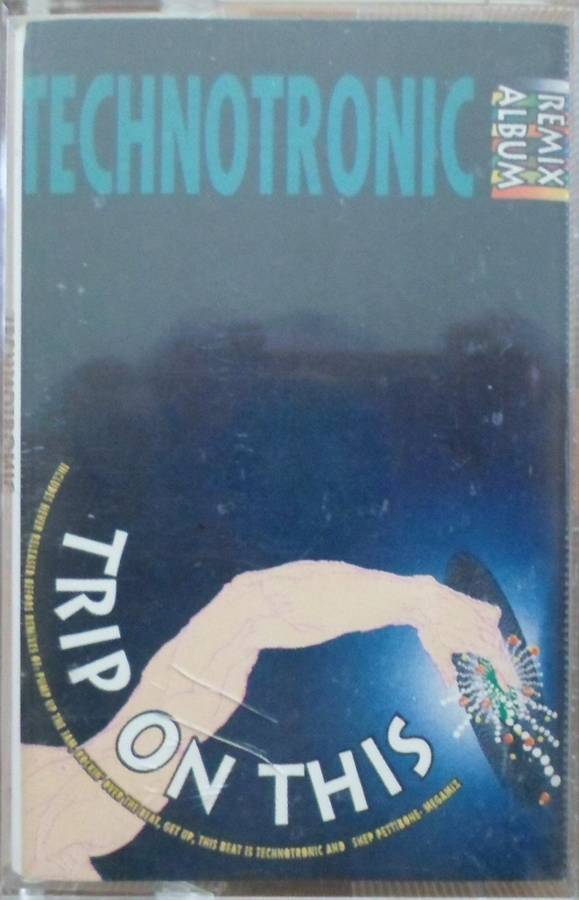 TECHNOTRONIC
REMIX
ALBUM
TRIP ON THIS
INCLUDES NEVER RELEASED BEFORE REMIXES OF: PUMP UP THE JAM, ROCKIN' OVER THE BEAT, GET UP, THIS BEAT IS TECHNOTRONIC AND SHEP PETTIBONE- MEGAMIX